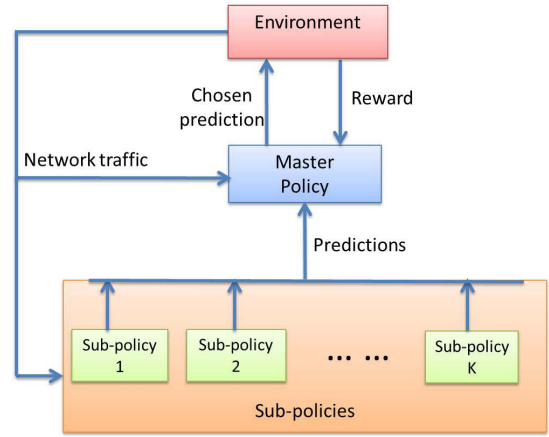 Environment
Chosen
prediction
Reward
Network traffic
Master
Policy
Predictions
Sub-policy
1
Sub-policy
2
... ...
Sub-policy
K
Sub-policies